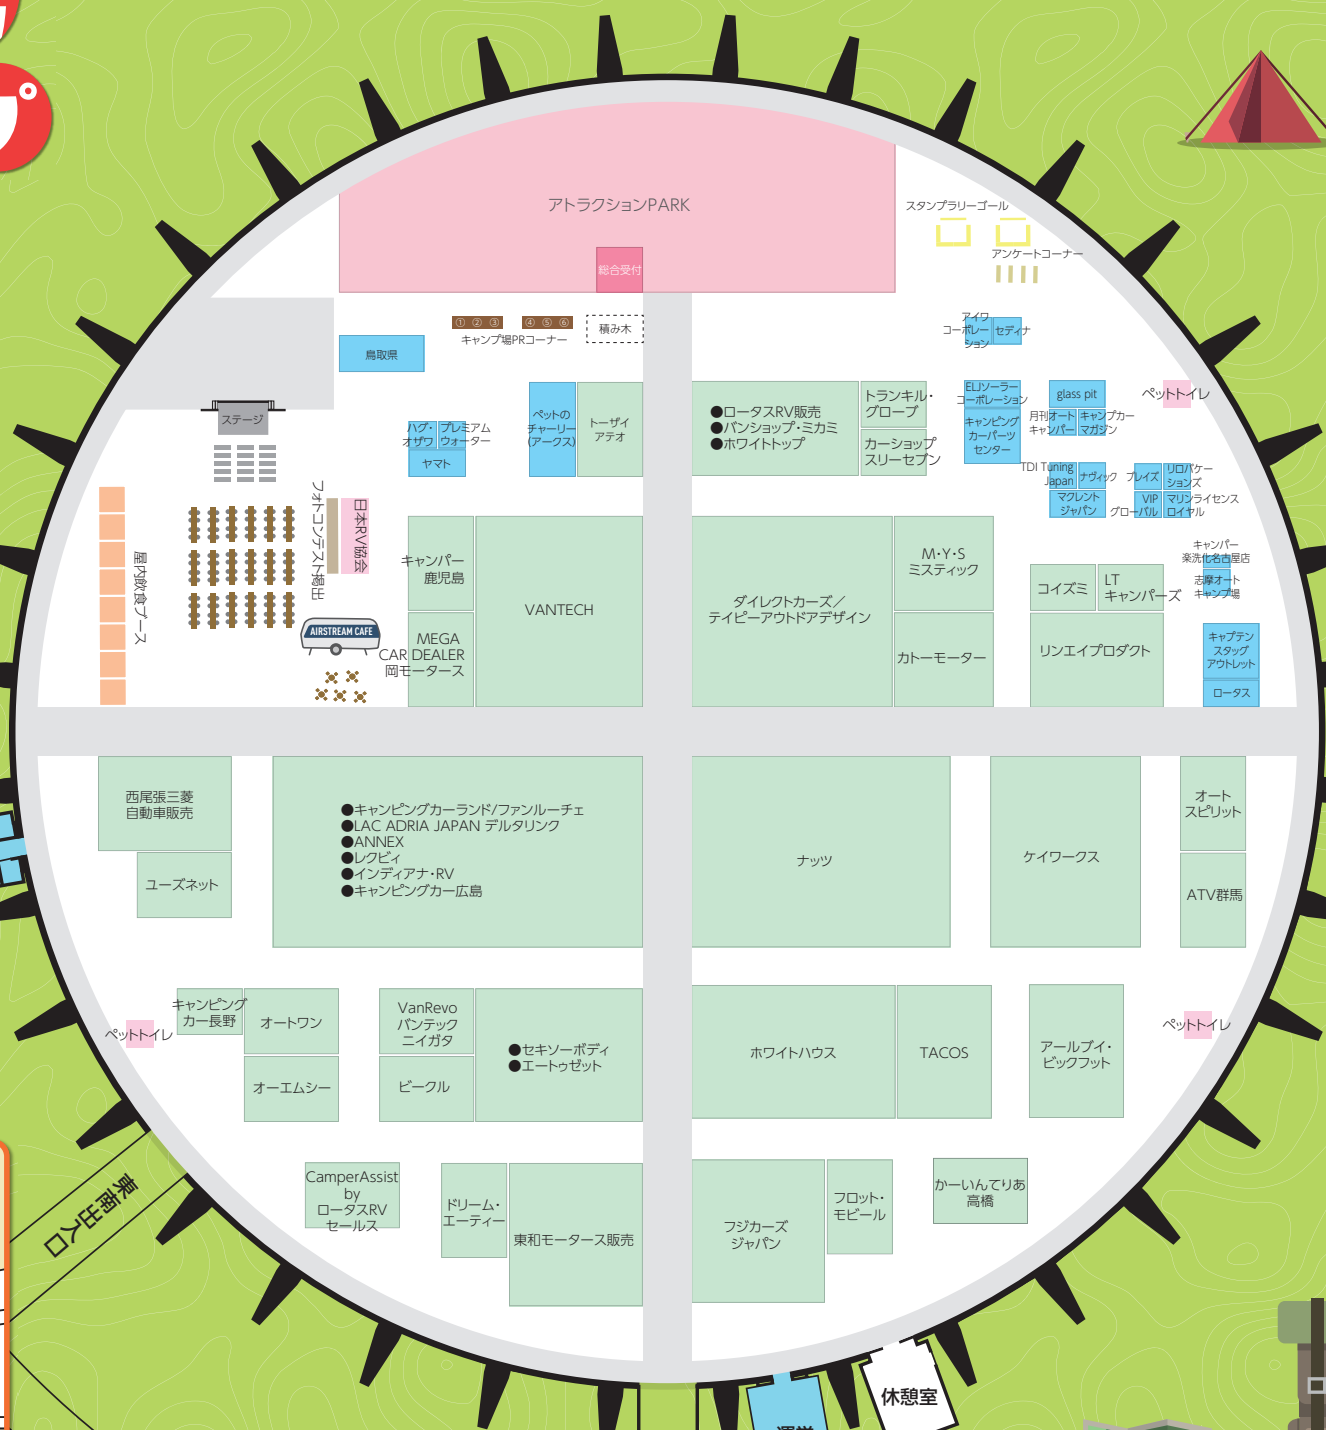 アトラクションPARK
総合受付
スタンプラリーゴール
アンケートコーナー
① ② ③
④ ⑤ ⑥
キャンプ場PRコーナー
積み木
鳥取県
ステージ
ハグ・
オザワ
プレミアム
ウォーター
ヤマト
ペットの
チャーリー
(アークス)
トーザイ
アテオ
●ロータスRV販売
●バンショップ・ミカミ
●ホワイトトップ
トランキル・
グローブ
カーショップ
スリーセブン
アイワ
コーポレー
ション
セディナ
ELJソーラー
コーポレーション
キャンピング
カーパーツ
センター
glass pit
月刊オート
キャンパー
キャンプカー
マガジン
ペットトイレ
TDI Tuning
Japan
ナヴィック
マクレント
ジャパン
ブレイズ
リロバケー
ションズ
VIP
グローバル
マリンライセンス
ロイヤル
キャンパー
楽洗化名古屋店
志摩オート
キャンプ場
キャプテン
スタッグ
アウトレット
ロータス
屋内飲食ブース
フォトコンテスト掲出
日本RV協会
AIRSTREAM CAFE
キャンパー
鹿児島
MEGA
CAR DEALER
岡モータース
VANTECH
ダイレクトカーズ／
テイピーアウトドアデザイン
M・Y・S
ミスティック
カトーモーター
コイズミ
LT
キャンパーズ
リンエイプロダクト
西尾張三菱
自動車販売
ユーズネット
●キャンピングカーランド/ファンルーチェ
●LAC ADRIA JAPAN デルタリンク
●ANNEX
●レクビィ
●インディアナ・RV
●キャンピングカー広島
ナッツ
ケイワークス
オート
スピリット
ATV群馬
ペットトイレ
キャンピング
カー長野
オートワン
オーエムシー
VanRevo
バンテック
ニイガタ
ビークル
●セキソーボディ
●エートゥゼット
ホワイトハウス
TACOS
アールブイ・
ビックフット
ペットトイレ
CamperAssist
by
ロータスRV
セールス
ドリーム・
エーティー
東和モータース販売
フジカーズ
ジャパン
フロット・
モビール
かーいんてりあ
高橋
東南出入口
休憩室